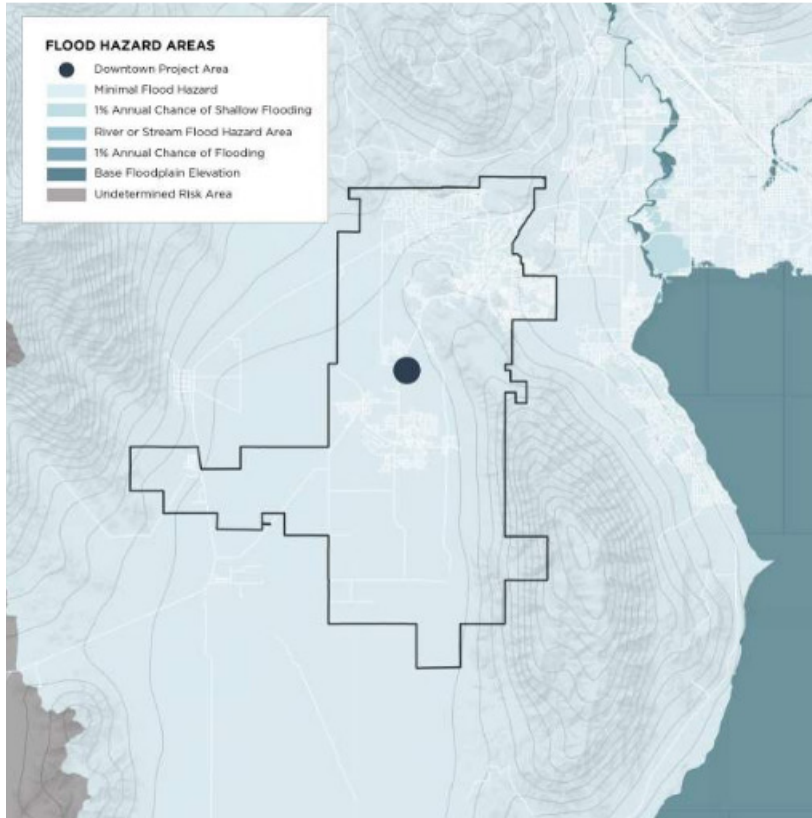 FLOOD HAZARD AREAS
Downtown Project Area
Minimal Flood Hazard
1% Annual Chance of Shallow Flooding
River or Stream Flood Hazard Area
1% Annual Chance of Flooding
Base Floodplain Elevation
Undetermined Risk Area